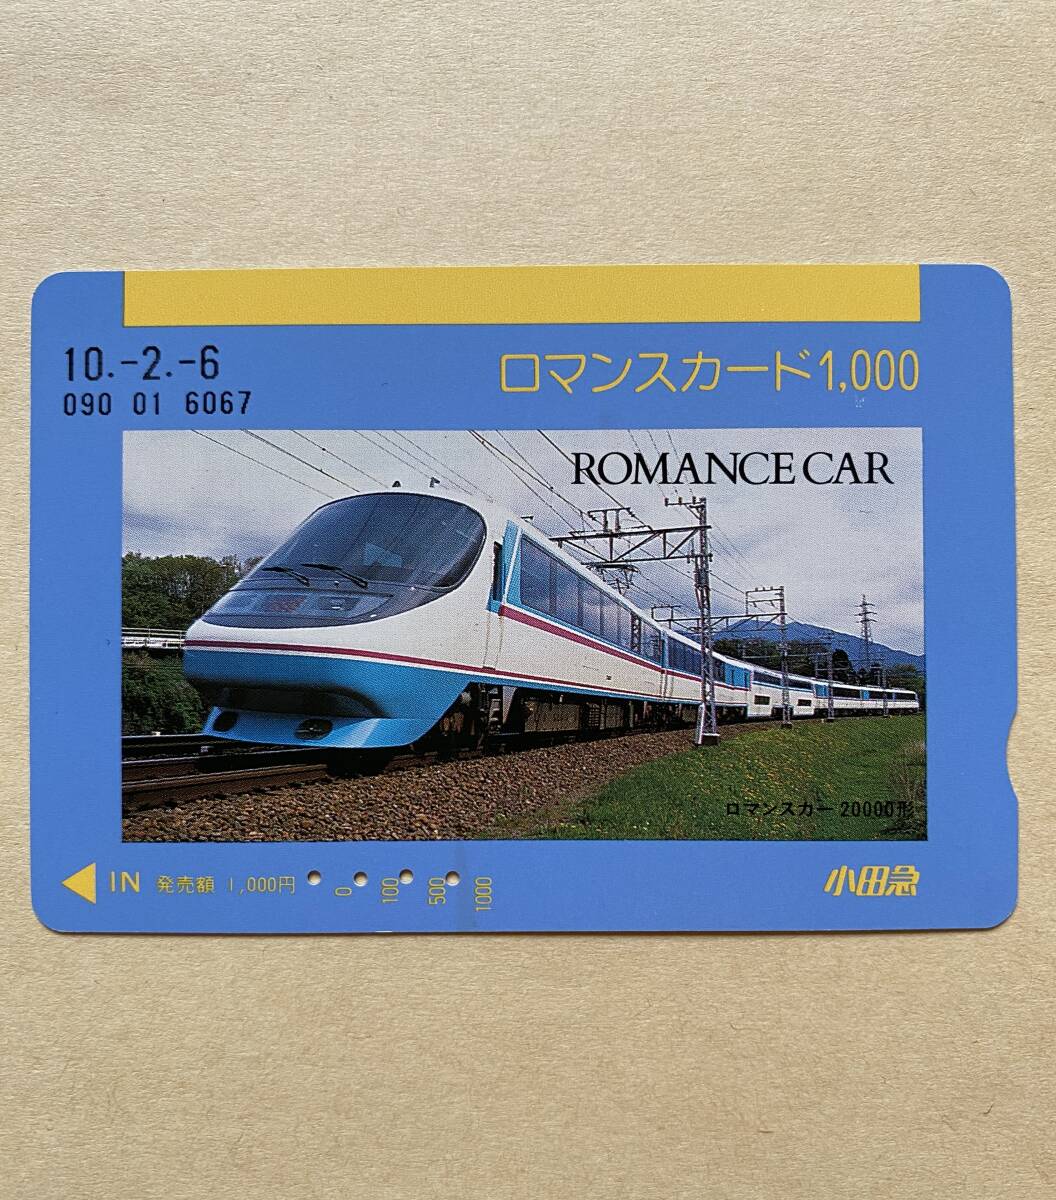 10.-2.-6
ロマンスカード1,000
090 01 6067
ROMANCE CAR
ロマンスカー 20000形
IN 発売額 1,000円 0 100 500 1000
小田急